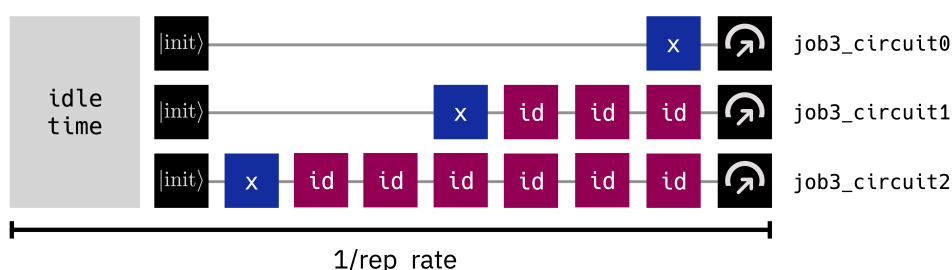 idle
time
|init⟩ x job3_circuit0
|init⟩ x id id id job3_circuit1
|init⟩ x id id id id id id job3_circuit2
1/rep_rate